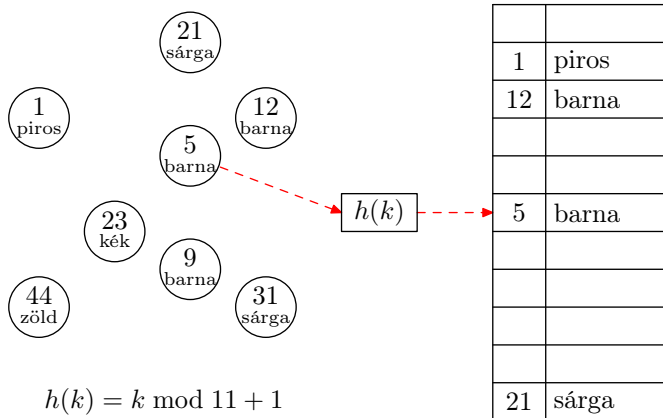 21
sárga
1
piros
12
barna
5
barna
23
kék
9
barna
44
zöld
31
sárga
h(k)
h(k) = k mod 11 + 1
1 piros
12 barna
5 barna
21 sárga